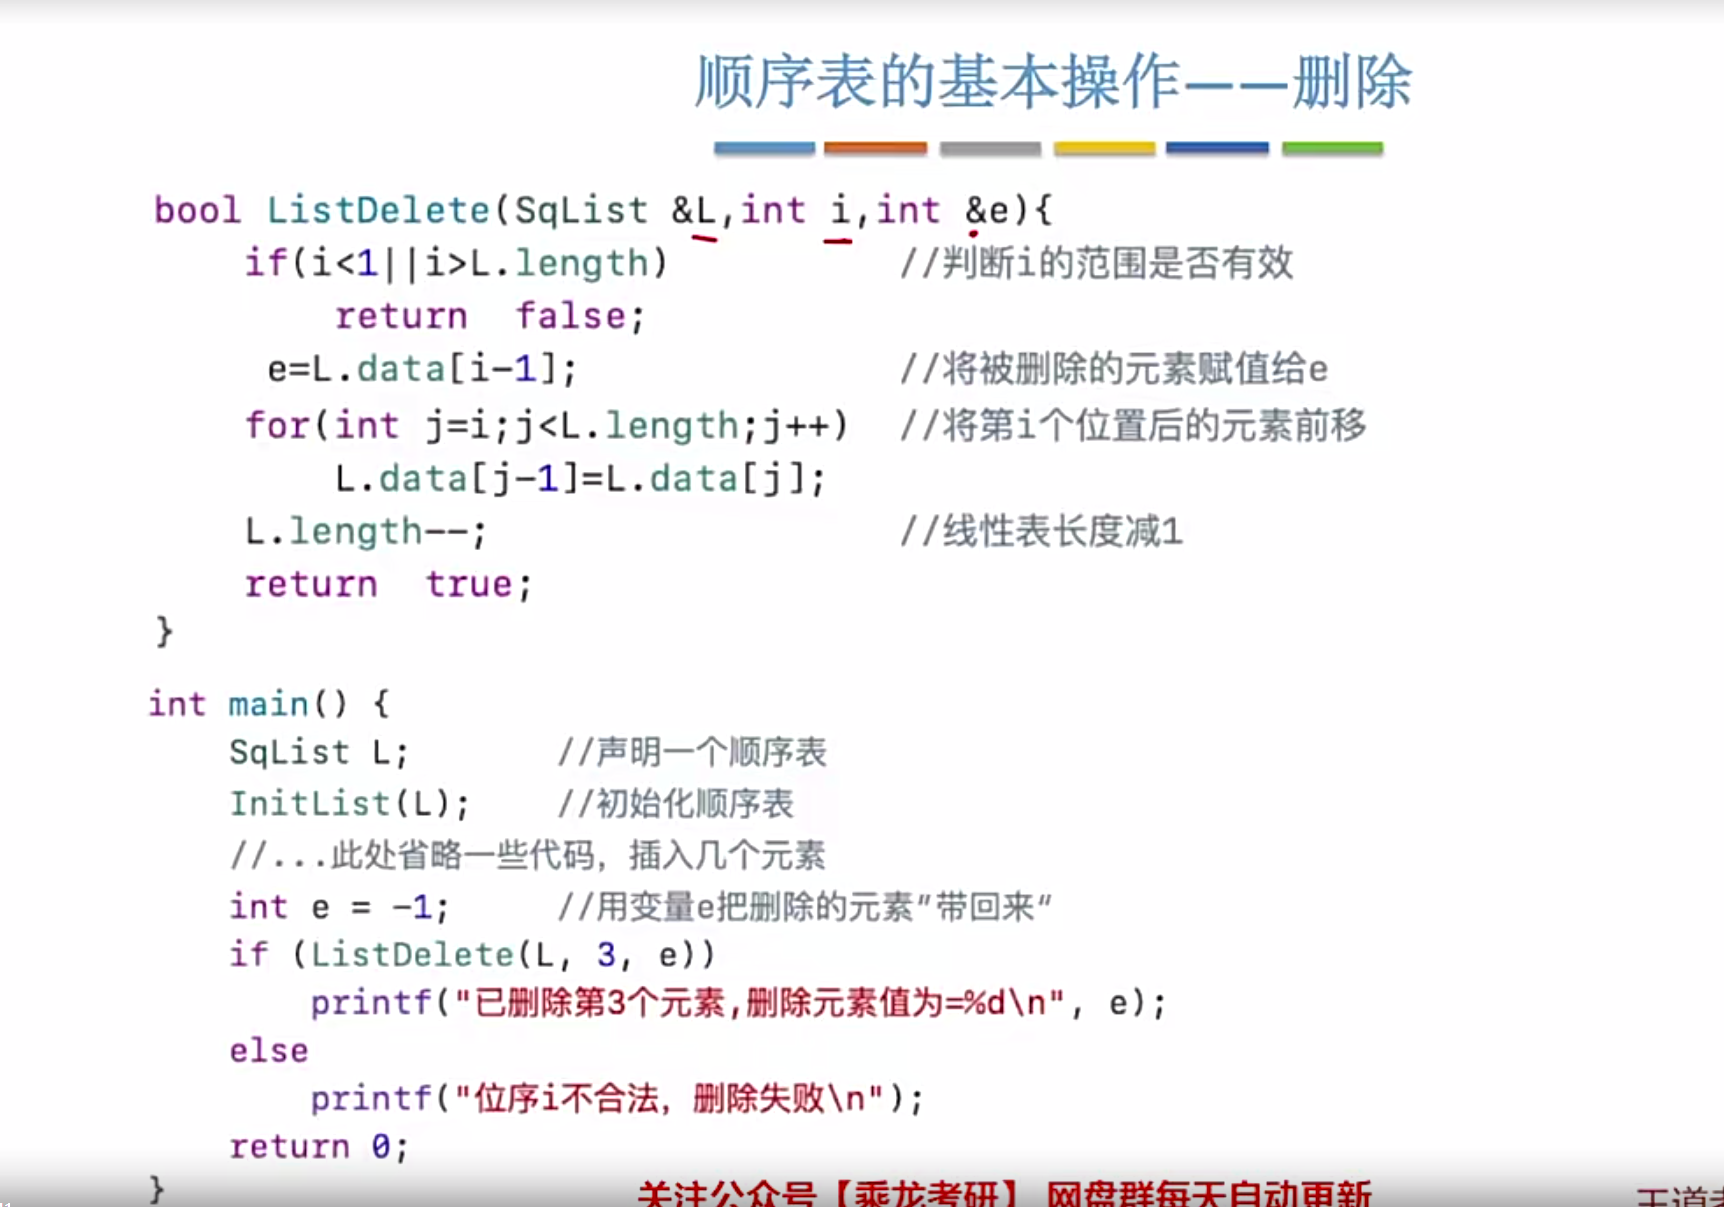 顺序表的基本操作——删除
bool ListDelete(SqList &L,int i,int &e){
if(i<1||i>L.length) //判断i的范围是否有效
return false;
e=L.data[i-1]; //将被删除的元素赋值给e
for(int j=i;j<L.length;j++) //将第i个位置后的元素前移
L.data[j-1]=L.data[j];
L.length--; //线性表长度减1
return true;
}
int main() {
SqList L; //声明一个顺序表
InitList(L); //初始化顺序表
//...此处省略一些代码，插入几个元素
int e = -1; //用变量e把删除的元素"带回来"
if (ListDelete(L, 3, e))
printf("已删除第3个元素,删除元素值为=%d\n", e);
else
printf("位序i不合法，删除失败\n");
return 0;
}
关注公众号【乘龙考研】 网盘群每天自动更新
王道